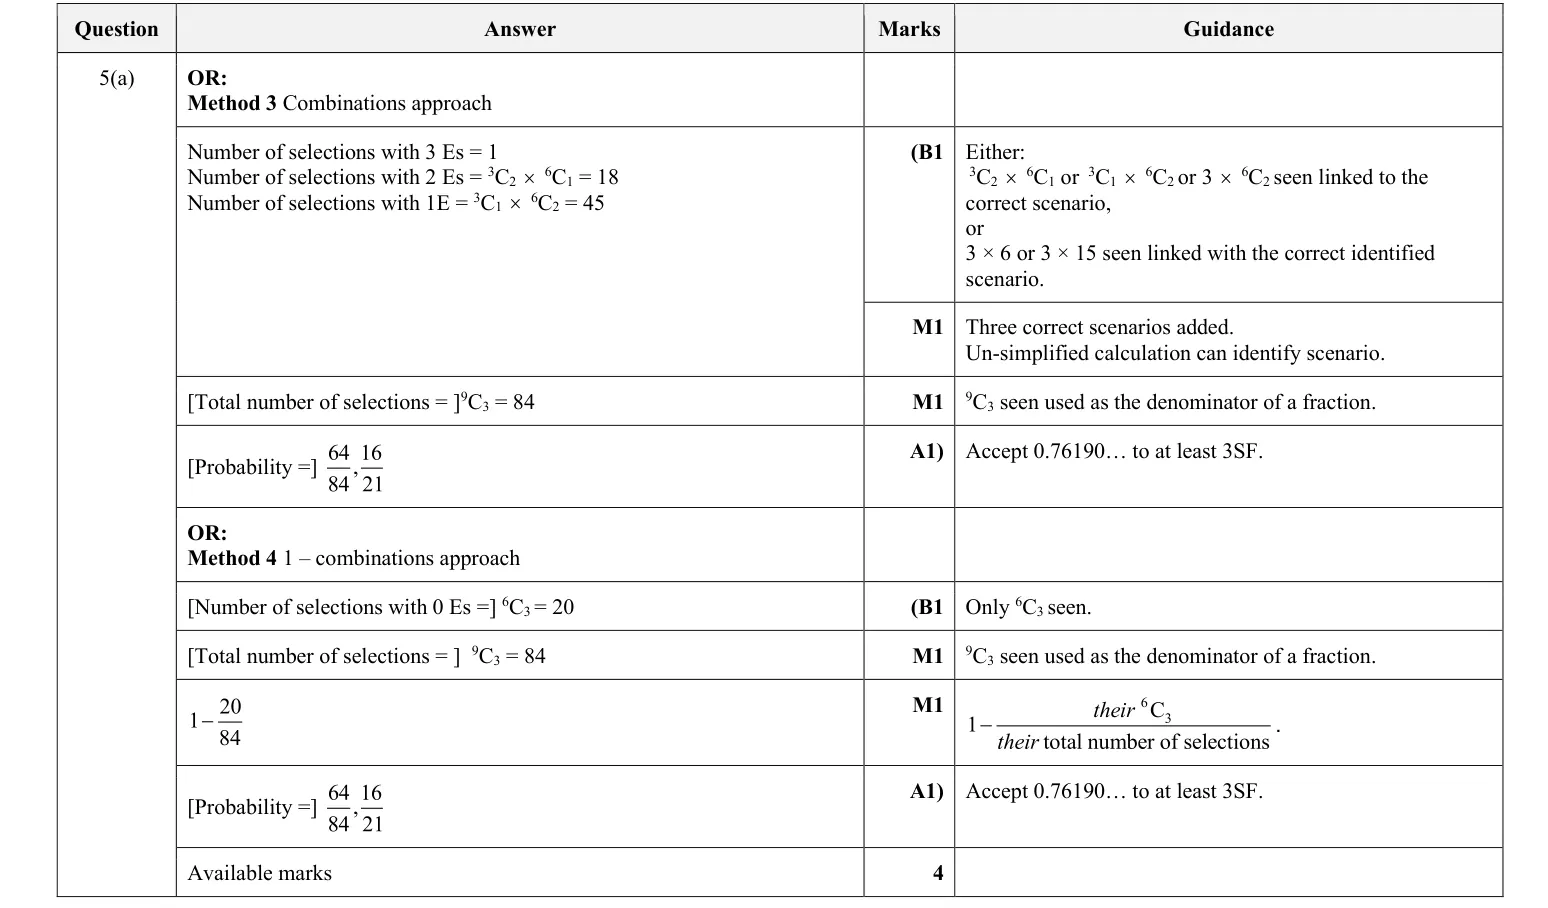 Question Answer Marks Guidance
5(a) OR:
Method 3 Combinations approach
Number of selections with 3 Es = 1
Number of selections with 2 Es = ³C₂ × ⁶C₁ = 18
Number of selections with 1E = ³C₁ × ⁶C₂ = 45
(B1 Either:
³C₂ × ⁶C₁ or ³C₁ × ⁶C₂ or 3 × ⁶C₂ seen linked to the
correct scenario,
or
3 × 6 or 3 × 15 seen linked with the correct identified
scenario.
M1 Three correct scenarios added.
Un-simplified calculation can identify scenario.
[Total number of selections = ]⁹C₃ = 84 M1 ⁹C₃ seen used as the denominator of a fraction.
[Probability =] 64/84, 16/21 A1) Accept 0.76190… to at least 3SF.
OR:
Method 4 1 – combinations approach
[Number of selections with 0 Es =] ⁶C₃ = 20 (B1 Only ⁶C₃ seen.
[Total number of selections = ] ⁹C₃ = 84 M1 ⁹C₃ seen used as the denominator of a fraction.
1 − 20/84 M1 1 − their ⁶C₃ / their total number of selections .
[Probability =] 64/84, 16/21 A1) Accept 0.76190… to at least 3SF.
Available marks 4